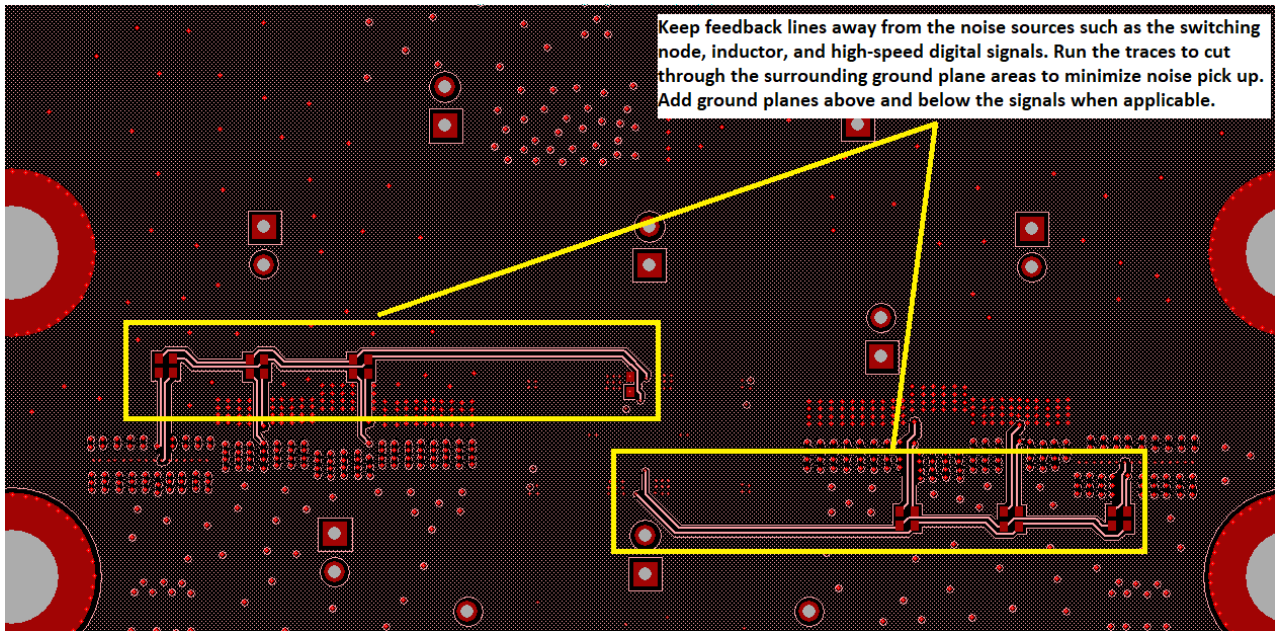 Keep feedback lines away from the noise sources such as the switching
node, inductor, and high-speed digital signals. Run the traces to cut
through the surrounding ground plane areas to minimize noise pick up.
Add ground planes above and below the signals when applicable.